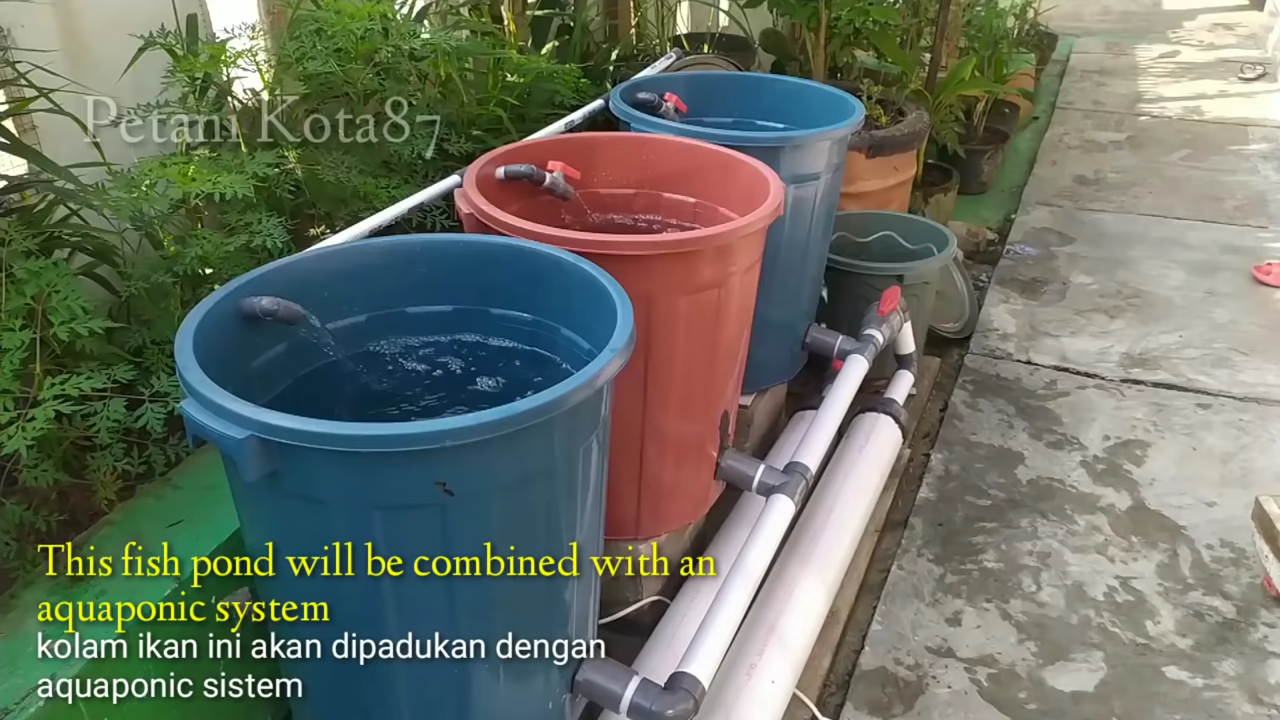 Petani Kota87
This fish pond will be combined with an
aquaponic system
kolam ikan ini akan dipadukan dengan
aquaponic sistem